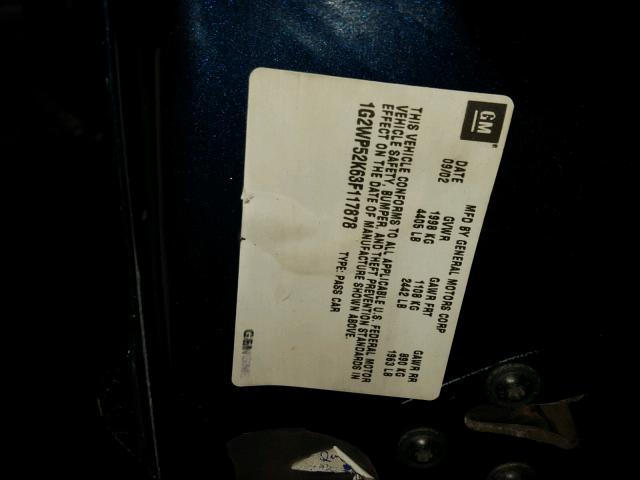 GM
MFD BY GENERAL MOTORS CORP
DATE GVWR GAWR FRT GAWR RR
09/02 1998 KG 1108 KG 890 KG
4405 LB 2442 LB 1963 LB
THIS VEHICLE CONFORMS TO ALL APPLICABLE U.S. FEDERAL MOTOR
VEHICLE SAFETY, BUMPER, AND THEFT PREVENTION STANDARDS IN
EFFECT ON THE DATE OF MANUFACTURE SHOWN ABOVE.
1G2WP52K63F117878 TYPE: PASS CAR